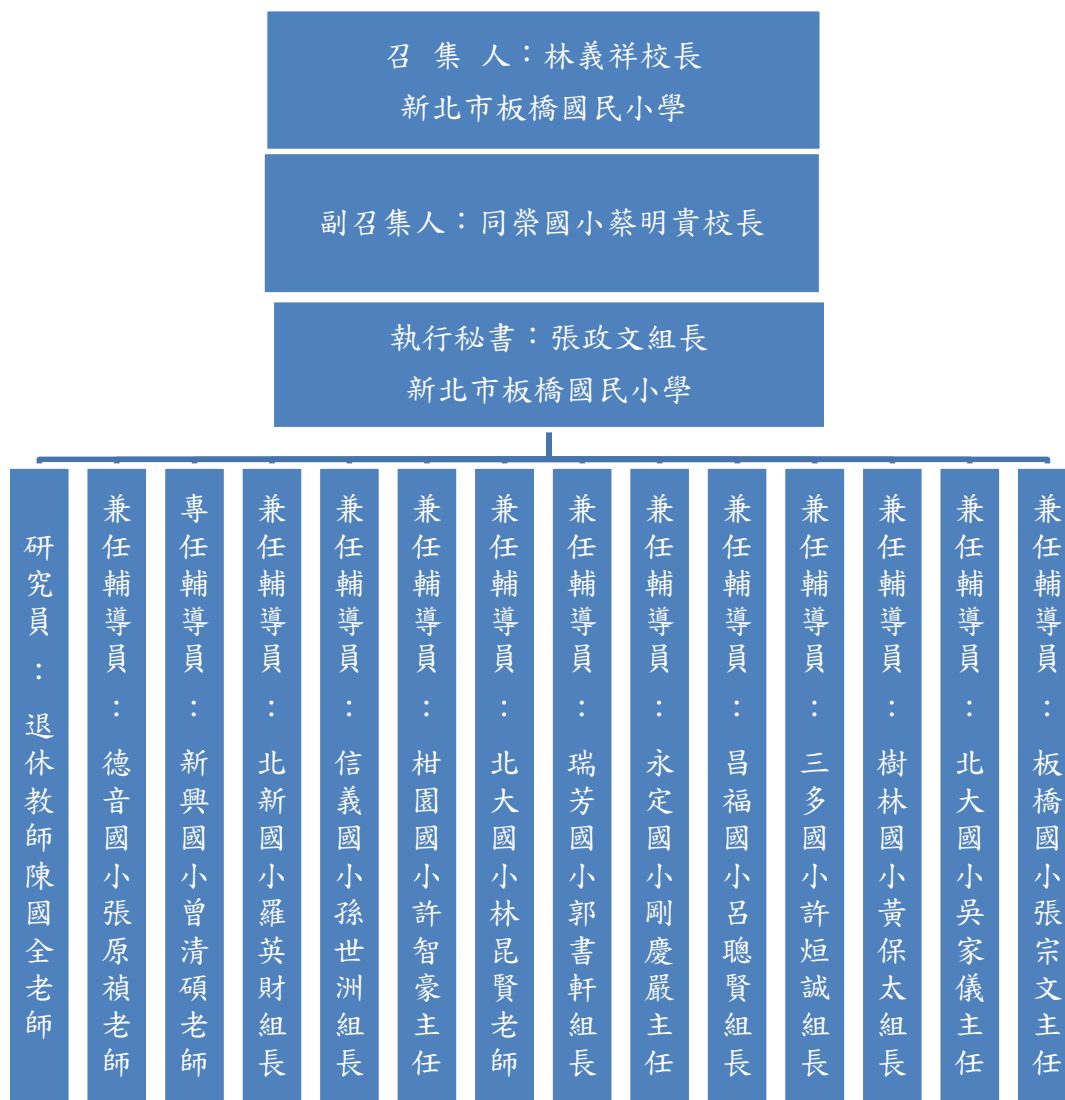 召 集 人：林義祥校長
新北市板橋國民小學
副召集人：同榮國小蔡明貴校長
執行秘書：張政文組長
新北市板橋國民小學
研究員：退休教師陳國全老師
兼任輔導員：德音國小張原禎老師
專任輔導員：新興國小曾清碩老師
兼任輔導員：北新國小羅英財組長
兼任輔導員：信義國小孫世洲組長
兼任輔導員：柑園國小許智豪主任
兼任輔導員：北大國小林昆賢老師
兼任輔導員：瑞芳國小郭書軒組長
兼任輔導員：永定國小剛慶嚴主任
兼任輔導員：昌福國小呂聰賢組長
兼任輔導員：三多國小許烜誠組長
兼任輔導員：樹林國小黃保太組長
兼任輔導員：北大國小吳家儀主任
兼任輔導員：板橋國小張宗文主任